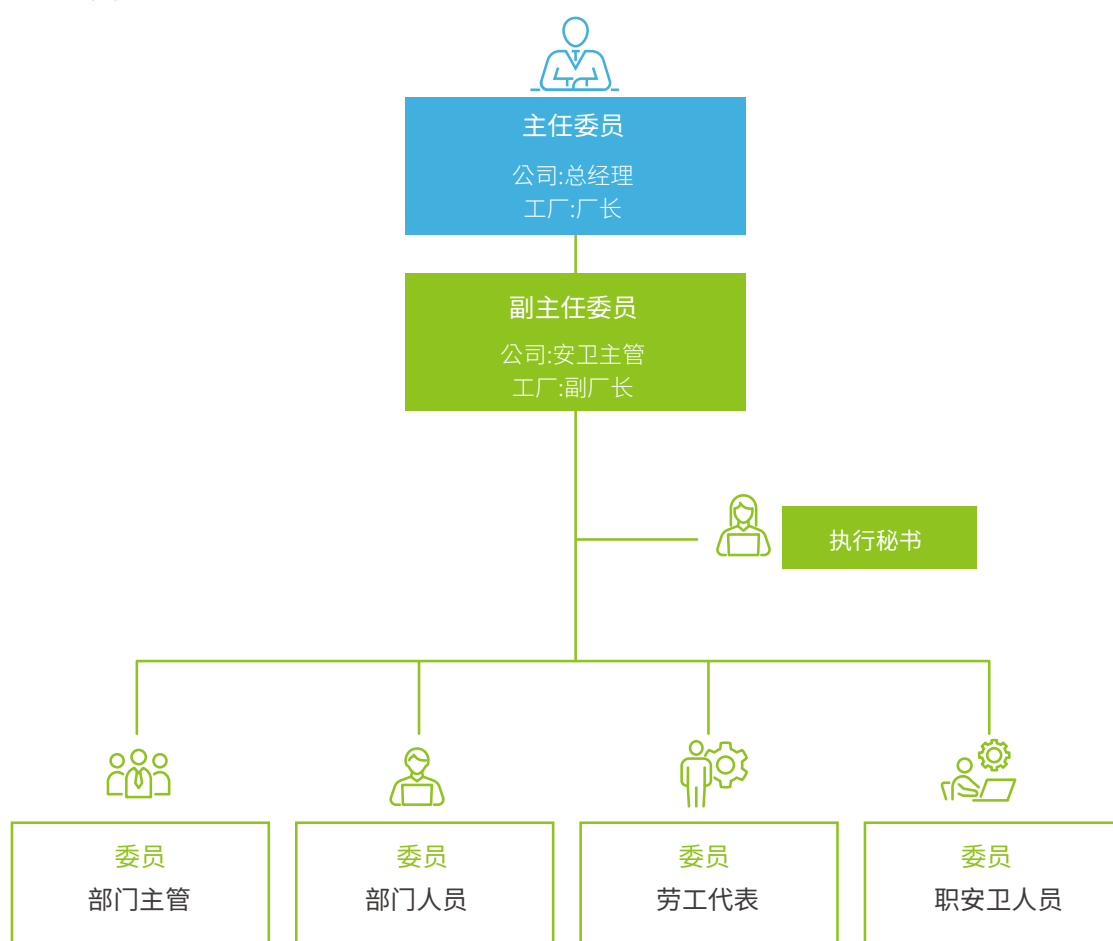 主任委员
公司:总经理
工厂:厂长
副主任委员
公司:安卫主管
工厂:副厂长
执行秘书
委员
部门主管
委员
部门人员
委员
劳工代表
委员
职安卫人员